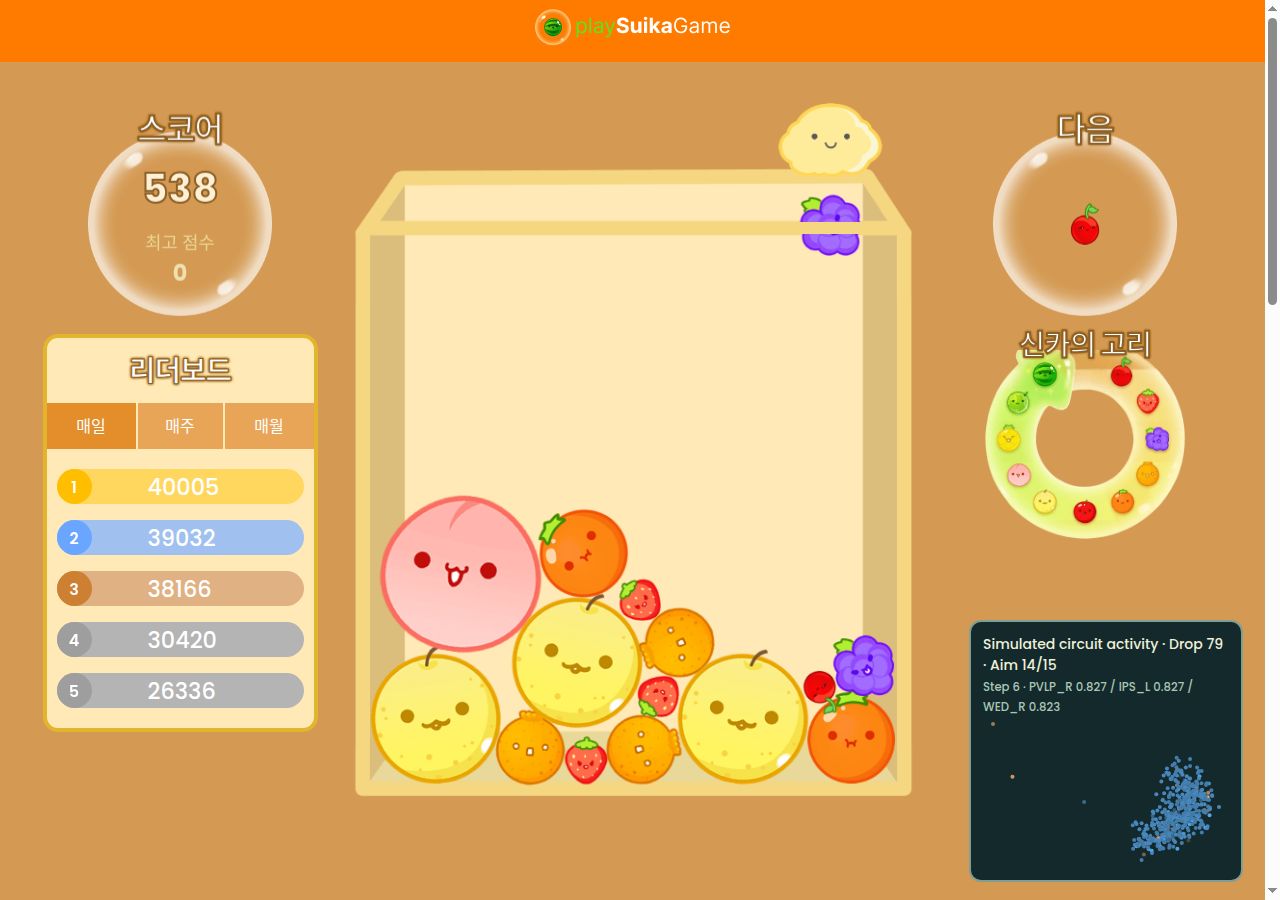 playSuikaGame
스코어
538
최고 점수
0
다음
신카의 고리
리더보드
매일 매주 매월
1 40005
2 39032
3 38166
4 30420
5 26336
Simulated circuit activity · Drop 79
· Aim 14/15
Step 6 · PVLP_R 0.827 / IPS_L 0.827 /
WED_R 0.823